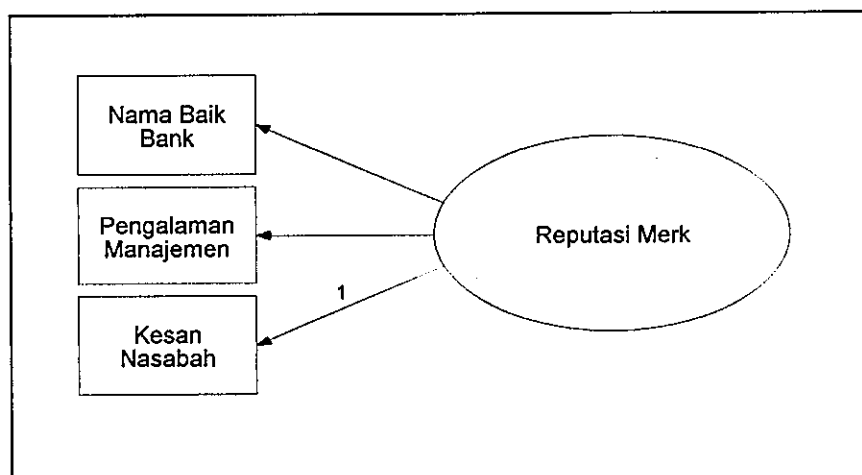 Nama Baik
Bank
Pengalaman
Manajemen
Reputasi Merk
1
Kesan
Nasabah